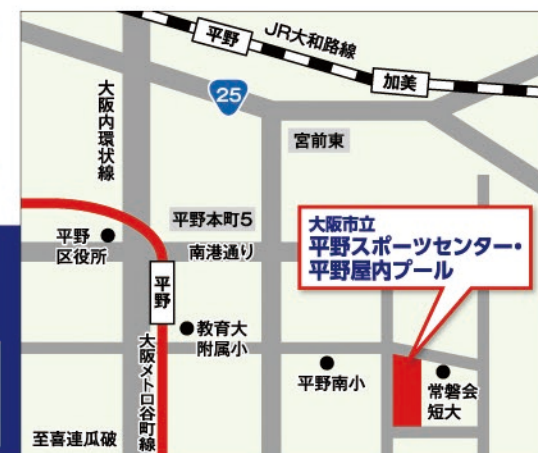 平野
JR大和路線
加美
25
大阪内環状線
宮前東
平野本町5
南港通り
平野
区役所
大阪市立
平野スポーツセンター・
平野屋内プール
平野
教育大
附属小
大阪メトロ谷町線
平野南小
常磐会
短大
至喜連瓜破